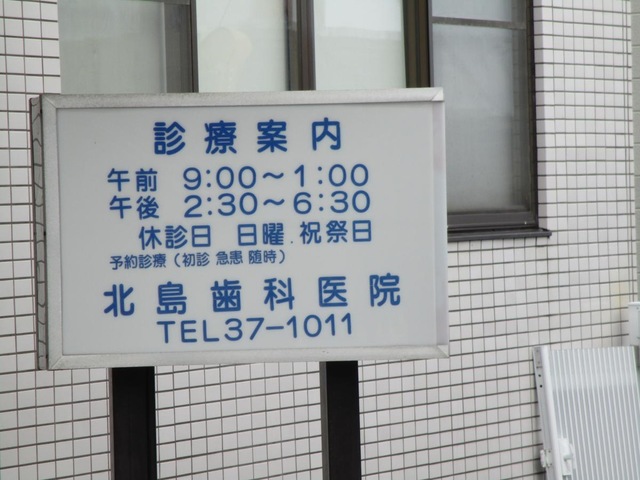 診療案内
午前 9:00～1:00
午後 2:30～6:30
休診日 日曜.祝祭日
予約診療（初診 急患 随時）
北島歯科医院
TEL37-1011